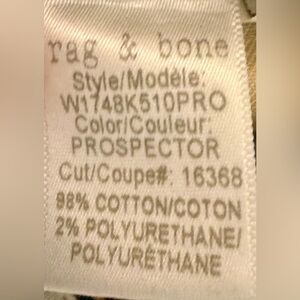 rag & bone
Style/Modèle:
W1748K510PRO
Color/Couleur:
PROSPECTOR
Cut/Coupe#: 16368
98% COTTON/COTON
2% POLYURETHANE/
POLYURÉTHANE